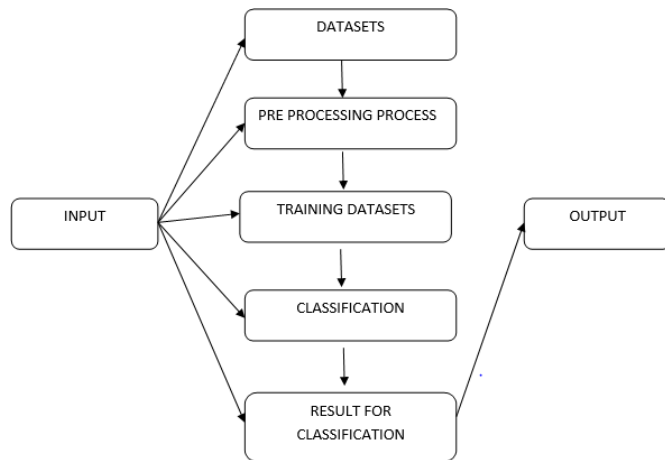 DATASETS
PRE PROCESSING PROCESS
INPUT
TRAINING DATASETS
OUTPUT
CLASSIFICATION
RESULT FOR
CLASSIFICATION